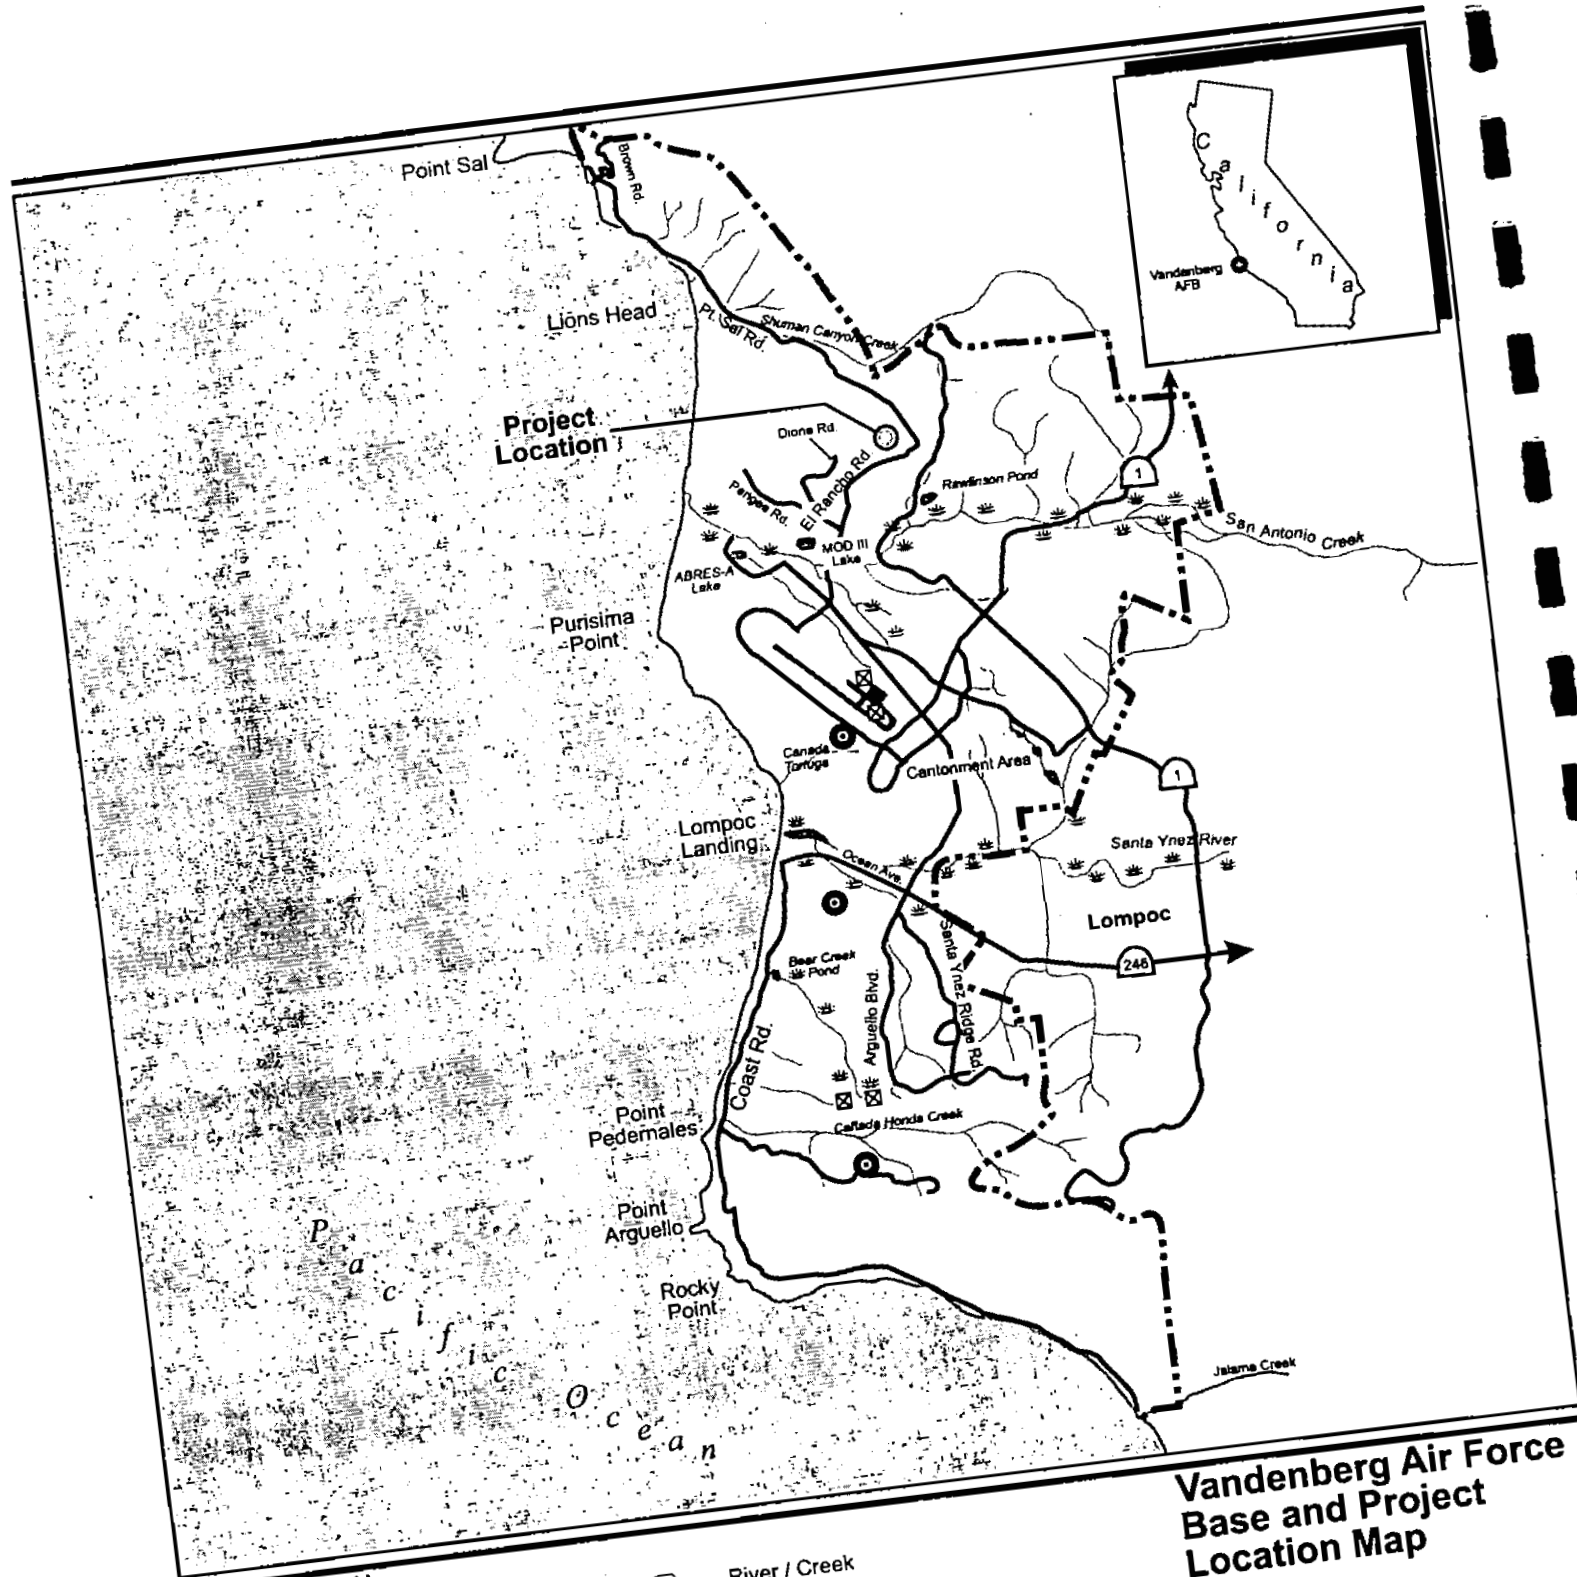 Point Sal
Brown Rd.
California
Vandenberg
AFB
Lions Head
Pt. Sal Rd.
Shuman Canyon Creek
Project
Location
Dione Rd.
El Rancho Rd.
Pangea Rd.
Rawlinson Pond
1
San Antonio Creek
MOD III
Lake
ABRES-A
Lake
Purisima
Point
Canada
Tortuga
Cantonment Area
1
Lompoc
Landing
Ocean Ave.
Santa Ynez River
Lompoc
246
Bear Creek
Pond
Santa Ynez Ridge Rd.
Arguello Blvd.
Coast Rd.
Point
Pedernales
Cañada Honda Creek
Point
Arguello
Rocky
Point
Pacific Ocean
Jalama Creek
Vandenberg Air Force
Base and Project
Location Map
River / Creek